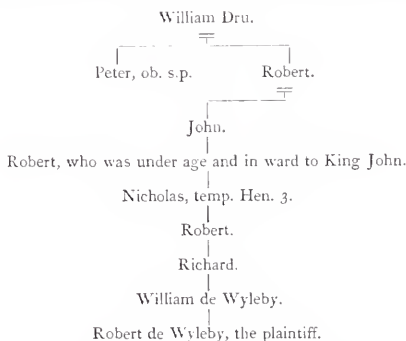 William Dru.
Peter, ob. s.p. Robert.
John.
Robert, who was under age and in ward to King John.
Nicholas, temp. Hen. 3.
Robert.
Richard.
William de Wyleby.
Robert de Wyleby, the plaintiff.